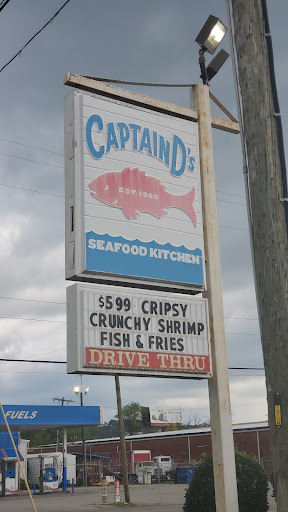 CAPTAIN D's
EST. 1969
SEAFOOD KITCHEN
$599 CRIPSY
CRUNCHY SHRIMP
FISH & FRIES
DRIVE THRU
FUELS